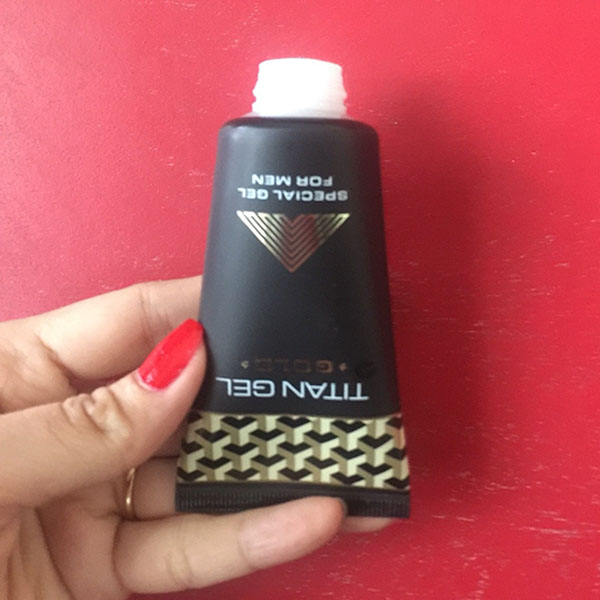 TITAN GEL
GOLD
SPECIAL GEL
FOR MEN